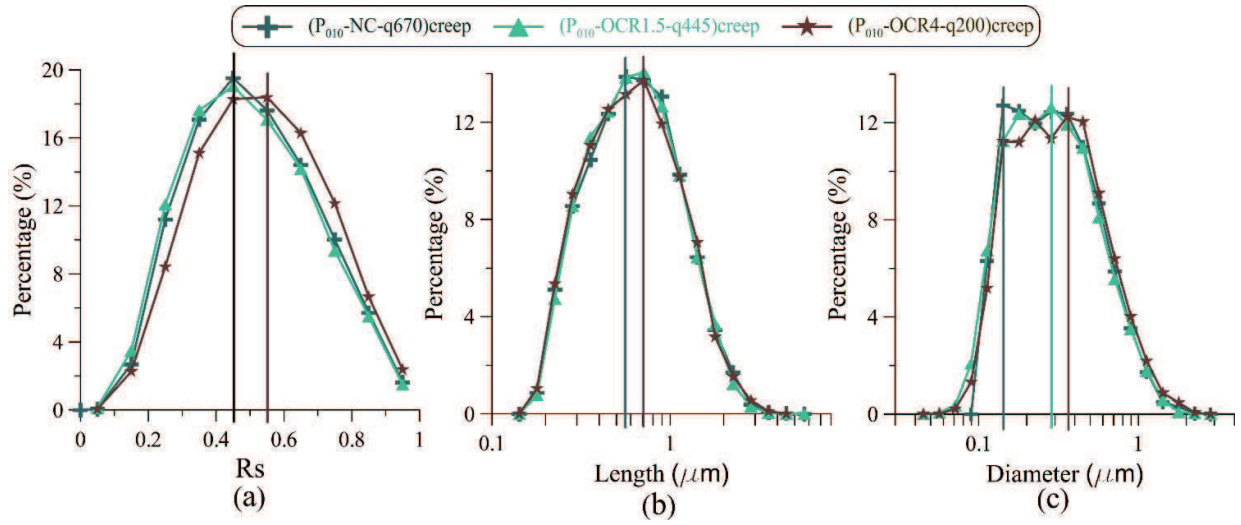 (P₀₁₀-NC-q670)creep (P₀₁₀-OCR1.5-q445)creep (P₀₁₀-OCR4-q200)creep
Percentage (%)
20
16
12
8
4
0
0 0.2 0.4 0.6 0.8 1
Rs
(a)
Percentage (%)
12
8
4
0
0.1 1
Length (μm)
(b)
Percentage (%)
12
8
4
0
0.1 1
Diameter (μm)
(c)